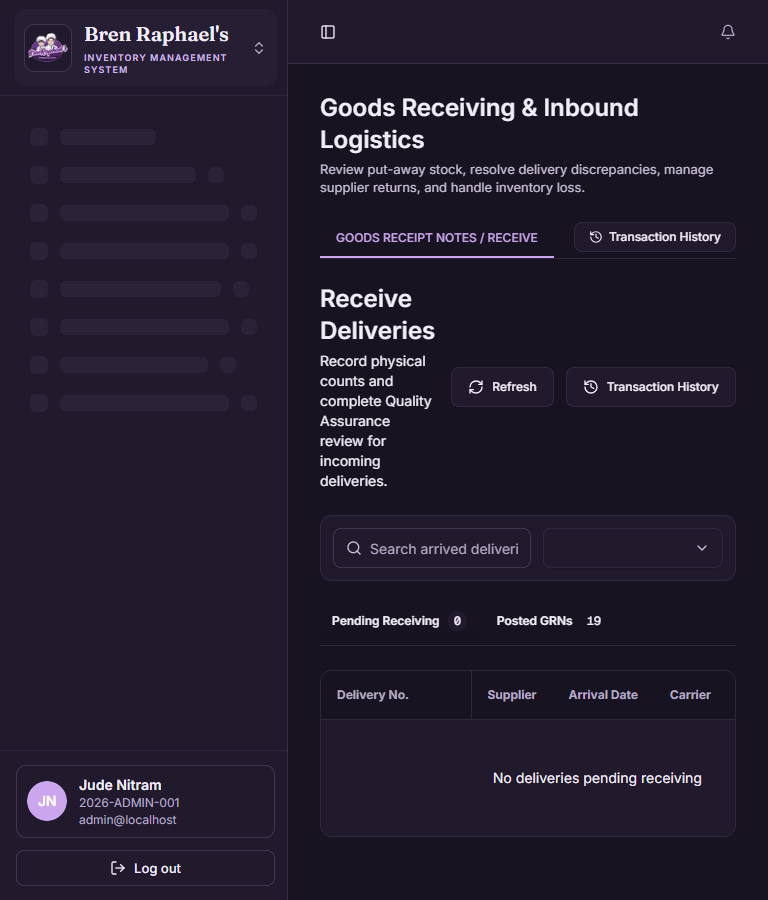 Bren Raphael's
INVENTORY MANAGEMENT
SYSTEM
Jude Nitram
2026-ADMIN-001
admin@localhost
JN
Log out
Goods Receiving & Inbound
Logistics
Review put-away stock, resolve delivery discrepancies, manage
supplier returns, and handle inventory loss.
GOODS RECEIPT NOTES / RECEIVE
Transaction History
Receive
Deliveries
Record physical
counts and
complete Quality
Assurance
review for
incoming
deliveries.
Refresh
Transaction History
Search arrived deliveri
Pending Receiving 0
Posted GRNs 19
Delivery No. Supplier Arrival Date Carrier
No deliveries pending receiving